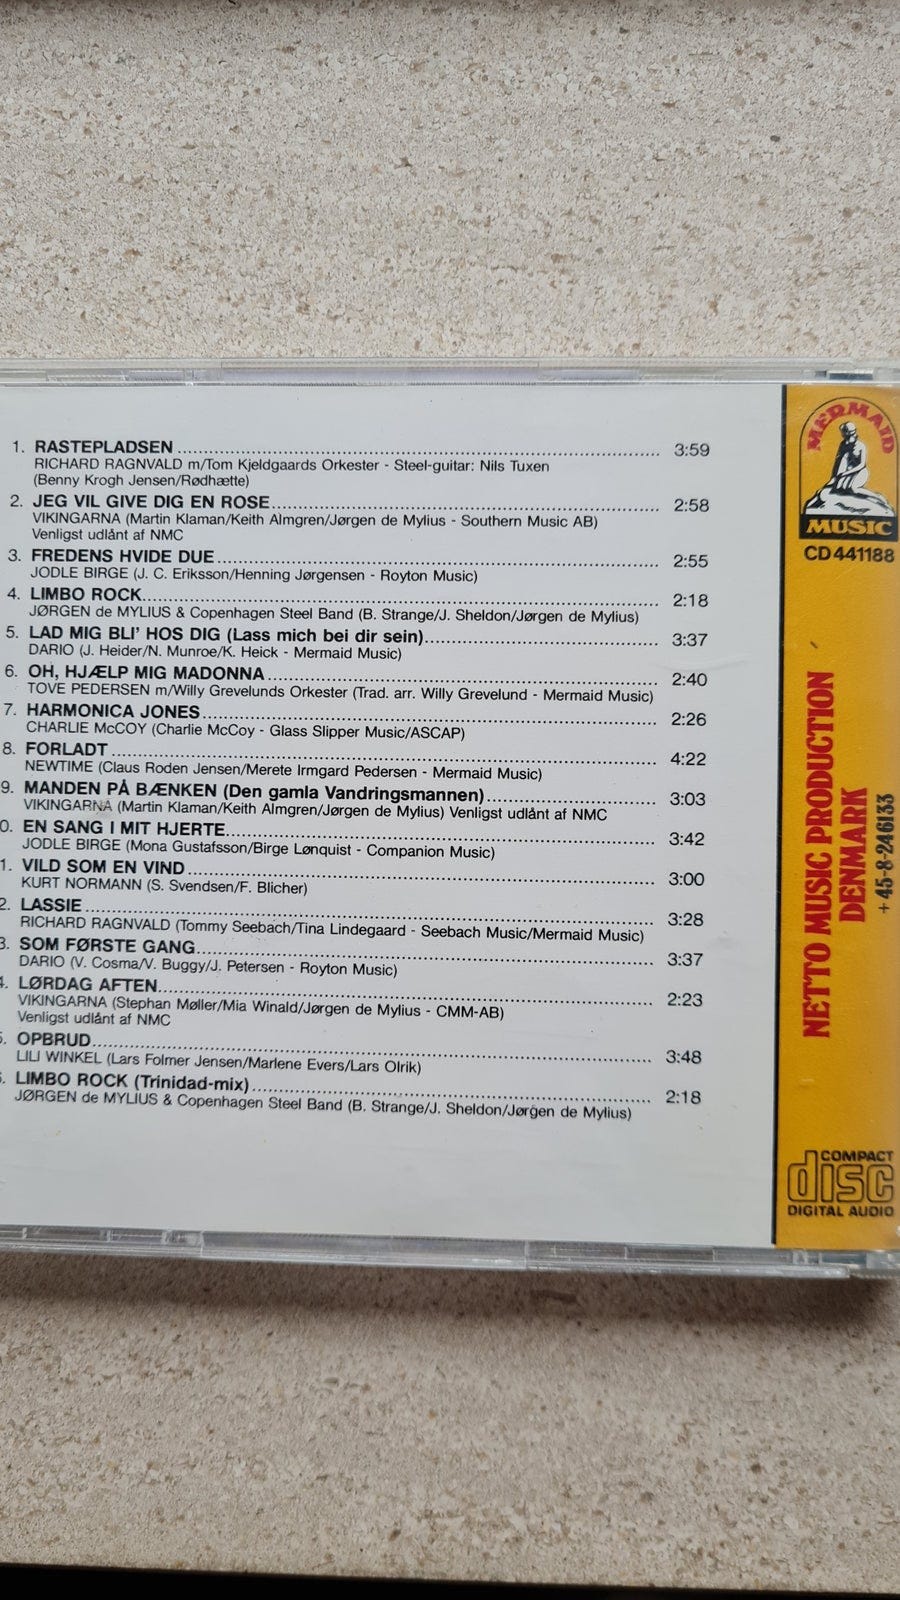 1. RASTEPLADSEN 3:59
RICHARD RAGNVALD m/Tom Kjeldgaards Orkester - Steel-guitar: Nils Tuxen
(Benny Krogh Jensen/Rødhætte)
2. JEG VIL GIVE DIG EN ROSE 2:58
VIKINGARNA (Martin Klaman/Keith Almgren/Jørgen de Mylius - Southern Music AB)
Venligst udlånt af NMC
3. FREDENS HVIDE DUE 2:55
JODLE BIRGE (J. C. Eriksson/Henning Jørgensen - Royton Music)
4. LIMBO ROCK 2:18
JØRGEN de MYLIUS & Copenhagen Steel Band (B. Strange/J. Sheldon/Jørgen de Mylius)
5. LAD MIG BLI' HOS DIG (Lass mich bei dir sein) 3:37
DARIO (J. Heider/N. Munroe/K. Heick - Mermaid Music)
6. OH, HJÆLP MIG MADONNA 2:40
TOVE PEDERSEN m/Willy Grevelunds Orkester (Trad. arr. Willy Grevelund - Mermaid Music)
7. HARMONICA JONES 2:26
CHARLIE McCOY (Charlie McCoy - Glass Slipper Music/ASCAP)
8. FORLADT 4:22
NEWTIME (Claus Roden Jensen/Merete Irmgard Pedersen - Mermaid Music)
9. MANDEN PÅ BÆNKEN (Den gamla Vandringsmannen) 3:03
VIKINGARNA (Martin Klaman/Keith Almgren/Jørgen de Mylius) Venligst udlånt af NMC
0. EN SANG I MIT HJERTE 3:42
JODLE BIRGE (Mona Gustafsson/Birge Lønquist - Companion Music)
1. VILD SOM EN VIND 3:00
KURT NORMANN (S. Svendsen/F. Blicher)
2. LASSIE 3:28
RICHARD RAGNVALD (Tommy Seebach/Tina Lindegaard - Seebach Music/Mermaid Music)
3. SOM FØRSTE GANG 3:37
DARIO (V. Cosma/V. Buggy/J. Petersen - Royton Music)
4. LØRDAG AFTEN 2:23
VIKINGARNA (Stephan Møller/Mia Winald/Jørgen de Mylius - CMM-AB)
Venligst udlånt af NMC
5. OPBRUD 3:48
LILI WINKEL (Lars Folmer Jensen/Marlene Evers/Lars Olrik)
6. LIMBO ROCK (Trinidad-mix) 2:18
JØRGEN de MYLIUS & Copenhagen Steel Band (B. Strange/J. Sheldon/Jørgen de Mylius)
MERMAID
MUSIC
CD 441188
NETTO MUSIC PRODUCTION
DENMARK
+45-8-246133
COMPACT
disc
DIGITAL AUDIO